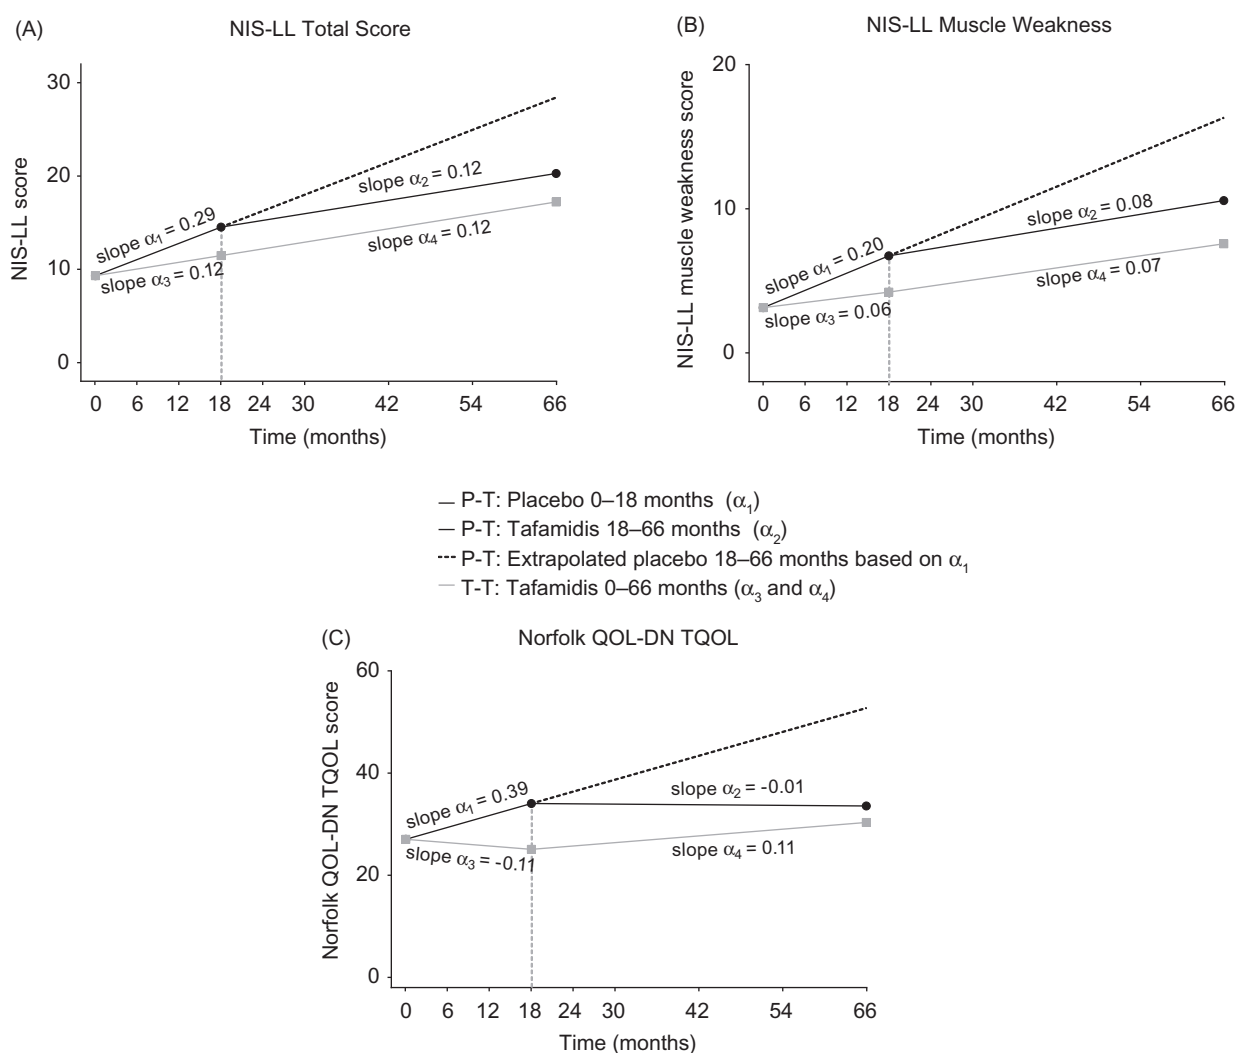 (A)
NIS-LL Total Score
NIS-LL score
30
20
10
0
slope α1 = 0.29
slope α2 = 0.12
slope α3 = 0.12
slope α4 = 0.12
0 6 12 18 24 30 42 54 66
Time (months)
(B)
NIS-LL Muscle Weakness
NIS-LL muscle weakness score
20
10
0
slope α1 = 0.20
slope α2 = 0.08
slope α3 = 0.06
slope α4 = 0.07
0 6 12 18 24 30 42 54 66
Time (months)
P-T: Placebo 0–18 months (α1)
P-T: Tafamidis 18–66 months (α2)
P-T: Extrapolated placebo 18–66 months based on α1
T-T: Tafamidis 0–66 months (α3 and α4)
(C)
Norfolk QOL-DN TQOL
Norfolk QOL-DN TQOL score
60
40
20
0
slope α1 = 0.39
slope α2 = -0.01
slope α3 = -0.11
slope α4 = 0.11
0 6 12 18 24 30 42 54 66
Time (months)